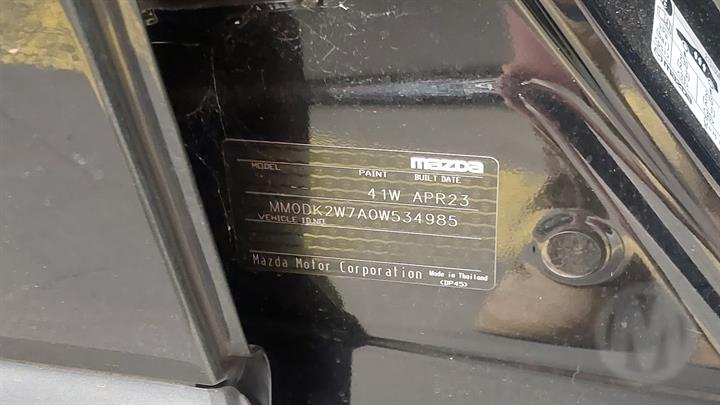 mazda
MODEL PAINT BUILT DATE
41W APR23
MM0DK2W7A0W534985
VEHICLE ID.NO.
Mazda Motor Corporation Made in Thailand
(DP45)
M